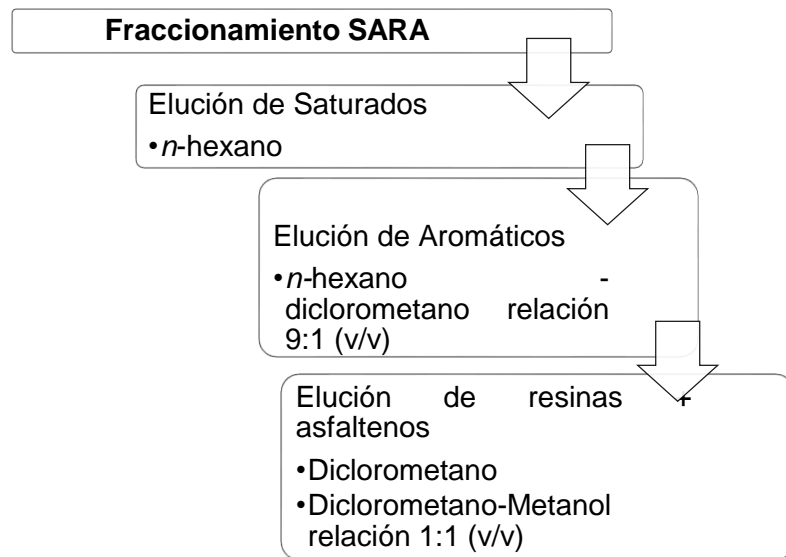 Fraccionamiento SARA
Elución de Saturados
•n-hexano
Elución de Aromáticos
•n-hexano -
diclorometano relación
9:1 (v/v)
Elución de resinas +
asfaltenos
•Diclorometano
•Diclorometano-Metanol
relación 1:1 (v/v)